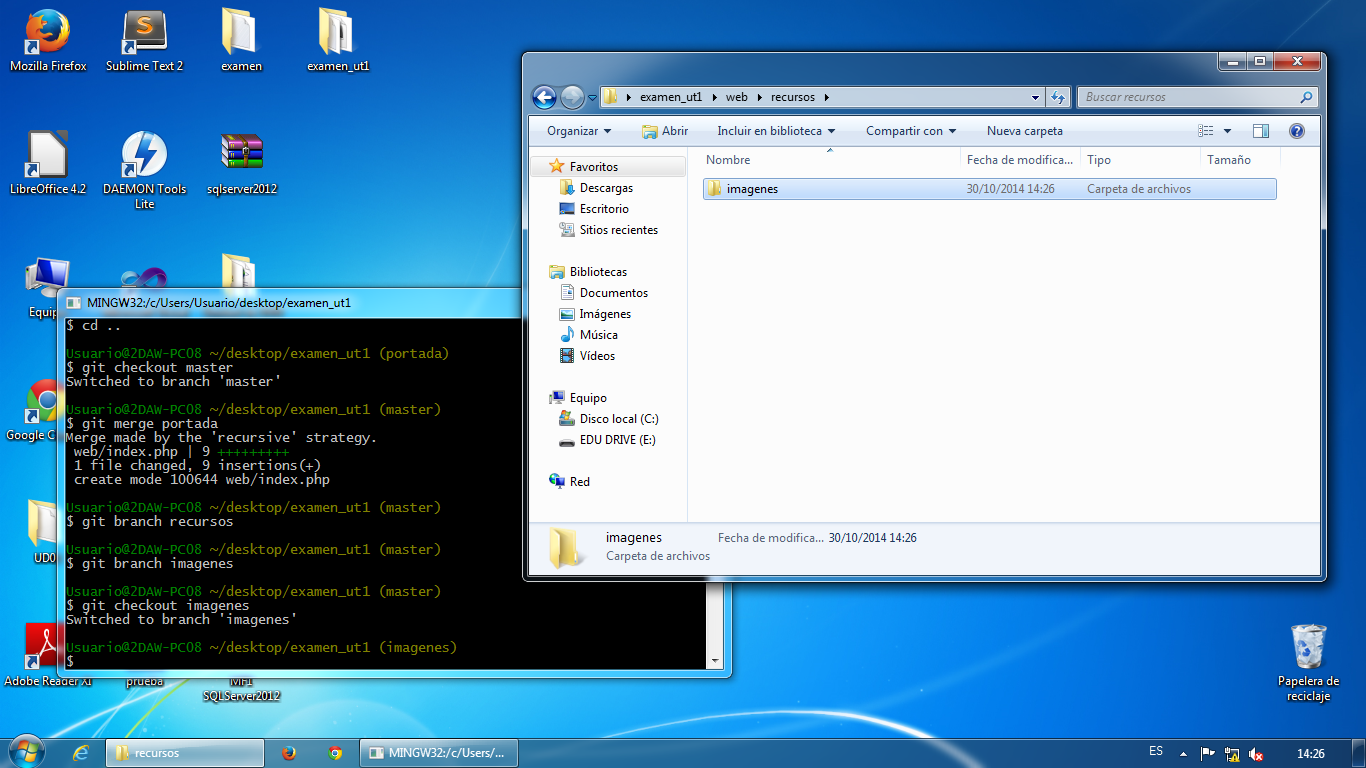 Mozilla Firefox
Sublime Text 2
examen
examen_ut1
LibreOffice 4.2
DAEMON Tools
Lite
sqlserver2012
Equip
Google C
UD0
Adobe Reader XI
prueba
MF1
SQLServer2012
Papelera de
reciclaje
examen_ut1
web
recursos
Buscar recursos
Organizar
Abrir
Incluir en biblioteca
Compartir con
Nueva carpeta
Favoritos
Descargas
Escritorio
Sitios recientes
Bibliotecas
Documentos
Imágenes
Música
Vídeos
Equipo
Disco local (C:)
EDU DRIVE (E:)
Red
Nombre
Fecha de modifica...
Tipo
Tamaño
imagenes
30/10/2014 14:26
Carpeta de archivos
imagenes
Fecha de modifica... 30/10/2014 14:26
Carpeta de archivos
MINGW32:/c/Users/Usuario/desktop/examen_ut1
$ cd ..
Usuario@2DAW-PC08 ~/desktop/examen_ut1 (portada)
$ git checkout master
Switched to branch 'master'
Usuario@2DAW-PC08 ~/desktop/examen_ut1 (master)
$ git merge portada
Merge made by the 'recursive' strategy.
web/index.php | 9 +++++++++
1 file changed, 9 insertions(+)
create mode 100644 web/index.php
Usuario@2DAW-PC08 ~/desktop/examen_ut1 (master)
$ git branch recursos
Usuario@2DAW-PC08 ~/desktop/examen_ut1 (master)
$ git branch imagenes
Usuario@2DAW-PC08 ~/desktop/examen_ut1 (master)
$ git checkout imagenes
Switched to branch 'imagenes'
Usuario@2DAW-PC08 ~/desktop/examen_ut1 (imagenes)
$
recursos
MINGW32:/c/Users/...
ES
14:26